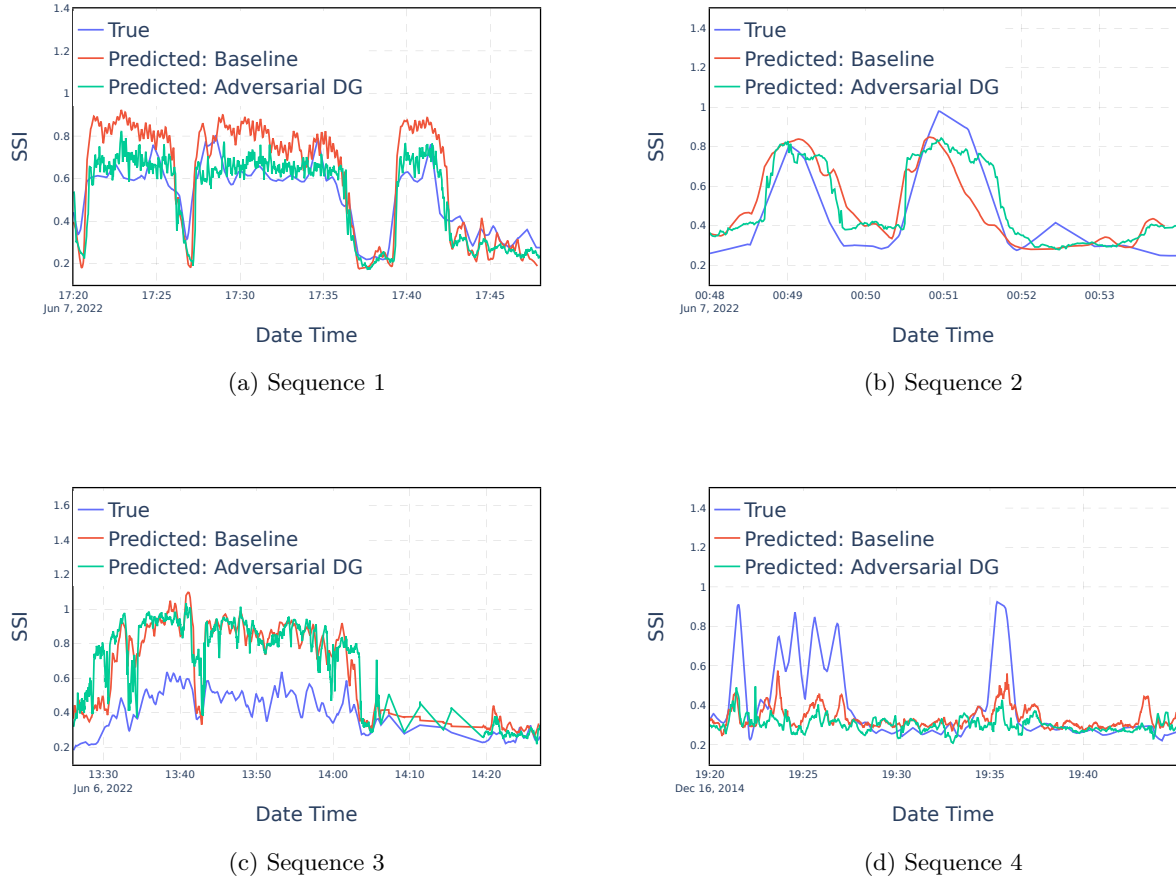 1.4
1.2
1
0.8
0.6
0.4
0.2
SSI
True
Predicted: Baseline
Predicted: Adversarial DG
17:20 17:25 17:30 17:35 17:40 17:45
Jun 7, 2022
Date Time
(a) Sequence 1
1.4
1.2
1
0.8
0.6
0.4
0.2
SSI
True
Predicted: Baseline
Predicted: Adversarial DG
00:48 00:49 00:50 00:51 00:52 00:53
Jun 7, 2022
Date Time
(b) Sequence 2
1.6
1.4
1.2
1
0.8
0.6
0.4
0.2
SSI
True
Predicted: Baseline
Predicted: Adversarial DG
13:30 13:40 13:50 14:00 14:10 14:20
Jun 6, 2022
Date Time
(c) Sequence 3
1.4
1.2
1
0.8
0.6
0.4
0.2
SSI
True
Predicted: Baseline
Predicted: Adversarial DG
19:20 19:25 19:30 19:35 19:40
Dec 16, 2014
Date Time
(d) Sequence 4